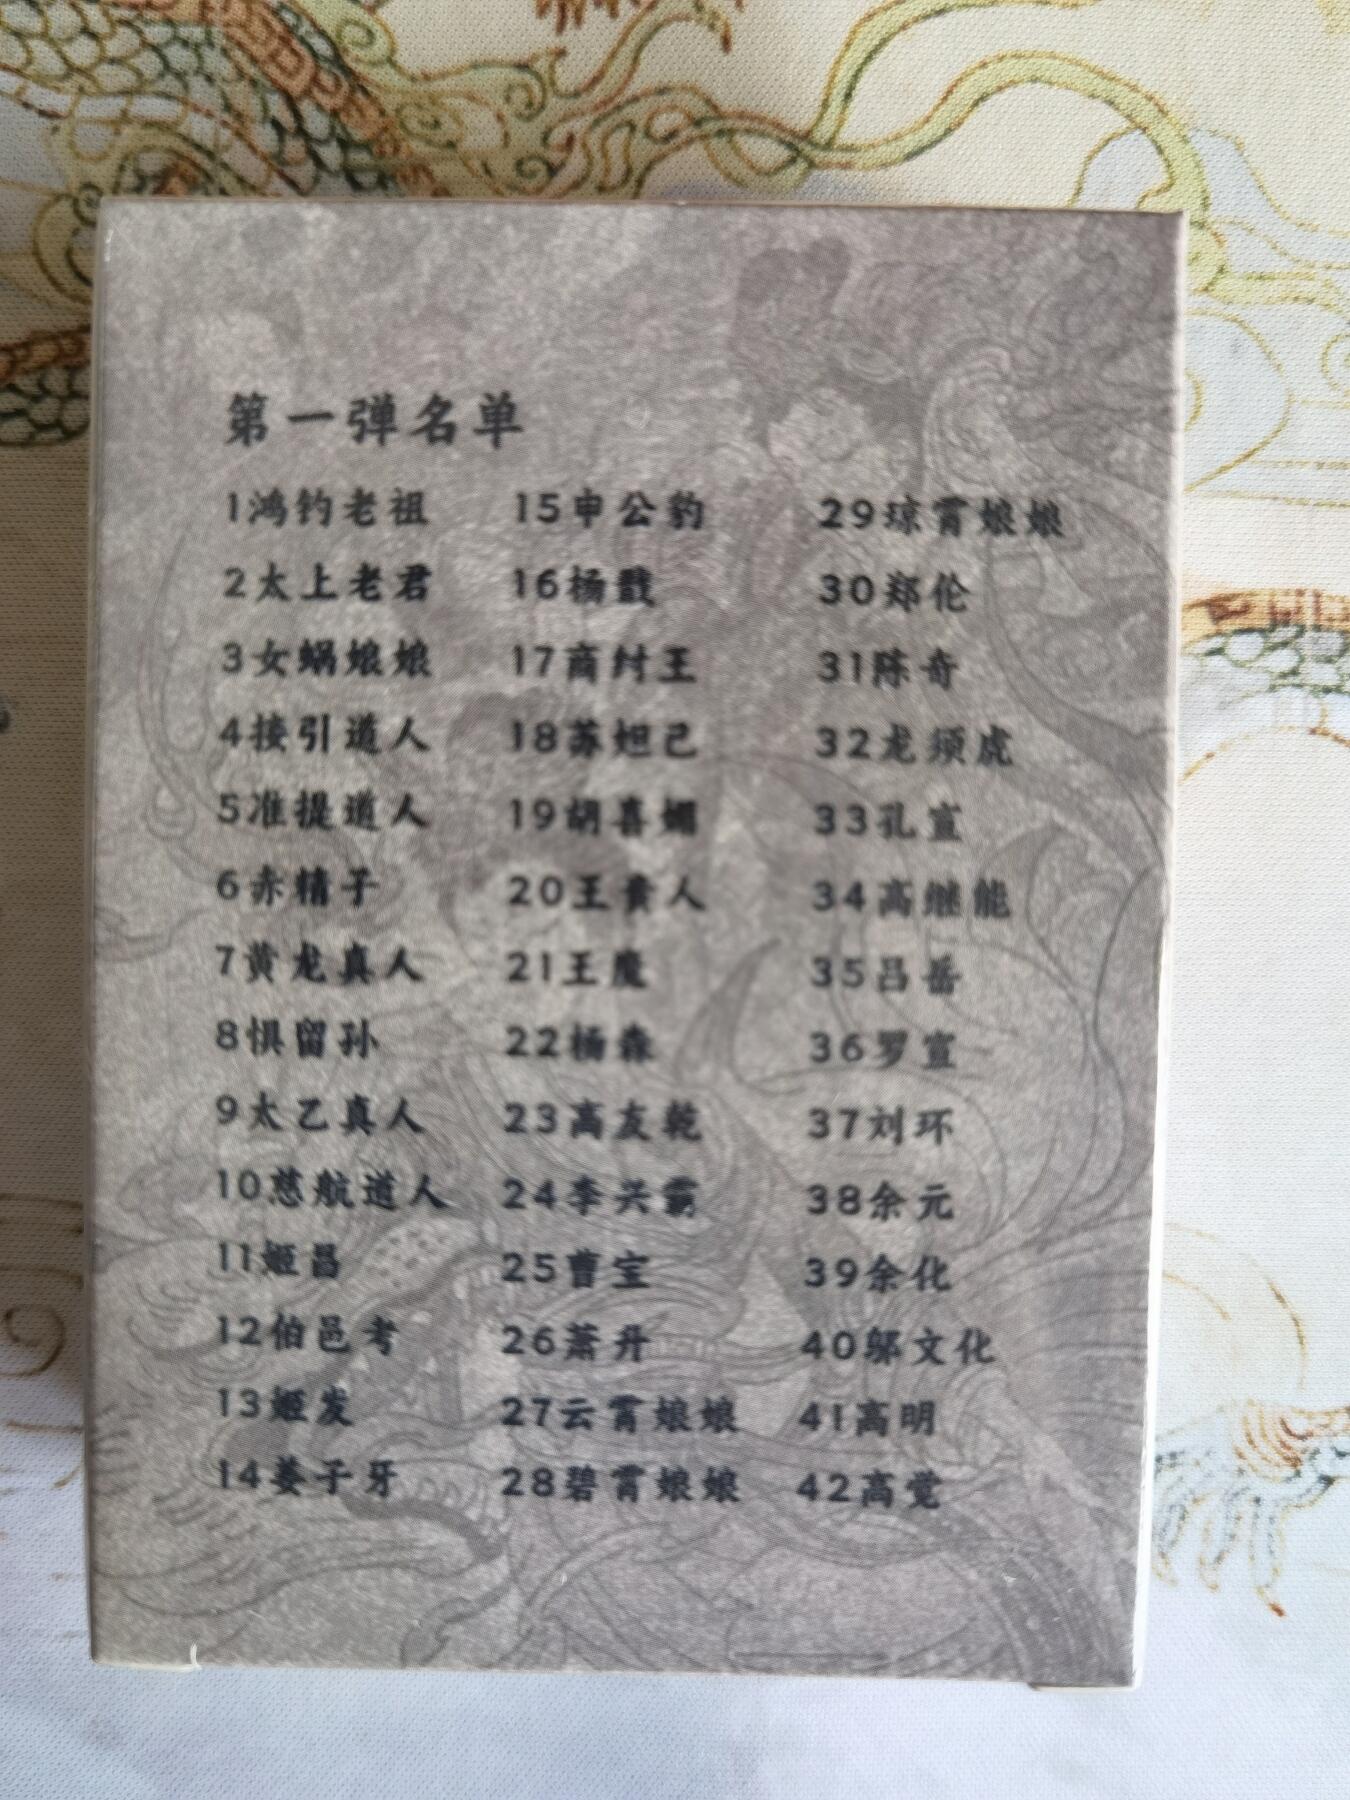 第一弹名单
1鸿钧老祖
2太上老君
3女娲娘娘
4接引道人
5准提道人
6赤精子
7黄龙真人
8惧留孙
9太乙真人
10慈航道人
11姬昌
12伯邑考
13姬发
14姜子牙
15申公豹
16杨戬
17商纣王
18苏妲己
19胡喜媚
20王贵人
21王魔
22杨森
23高友乾
24李兴霸
25曹宝
26萧升
27云霄娘娘
28碧霄娘娘
29琼霄娘娘
30郑伦
31陈奇
32龙须虎
33孔宣
34高继能
35吕岳
36罗宣
37刘环
38余元
39余化
40邬文化
41高明
42高觉